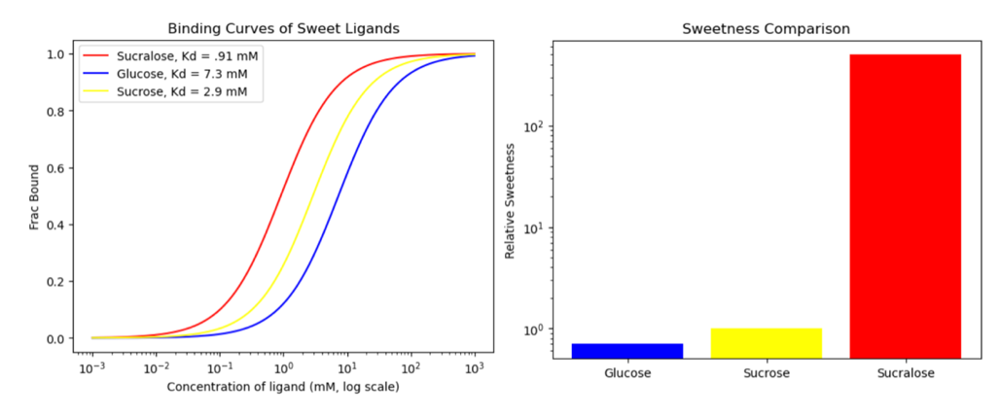 Binding Curves of Sweet Ligands
Sucralose, Kd = .91 mM
Glucose, Kd = 7.3 mM
Sucrose, Kd = 2.9 mM
Frac Bound
1.0
0.8
0.6
0.4
0.2
0.0
10⁻³ 10⁻² 10⁻¹ 10⁰ 10¹ 10² 10³
Concentration of ligand (mM, log scale)
Sweetness Comparison
Relative Sweetness
10²
10¹
10⁰
Glucose Sucrose Sucralose